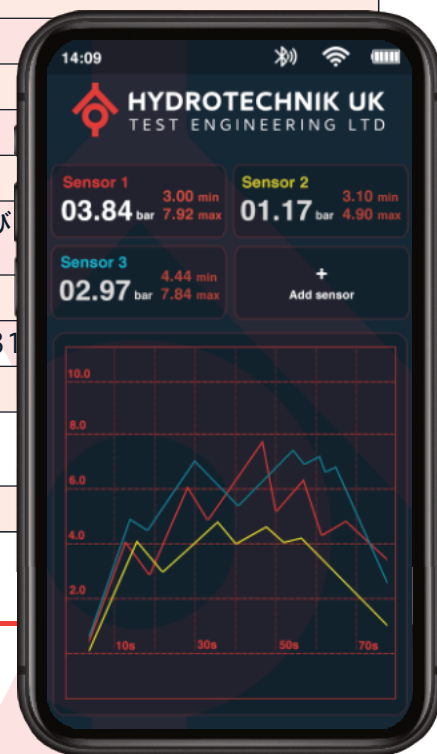 14:09
HYDROTECHNIK UK
TEST ENGINEERING LTD
Sensor 1
03.84 bar 3.00 min 7.92 max
Sensor 2
01.17 bar 3.10 min 4.90 max
Sensor 3
02.97 bar 4.44 min 7.84 max
+
Add sensor
10.0
8.0
6.0
4.0
2.0
10s 30s 50s 70s
び
31